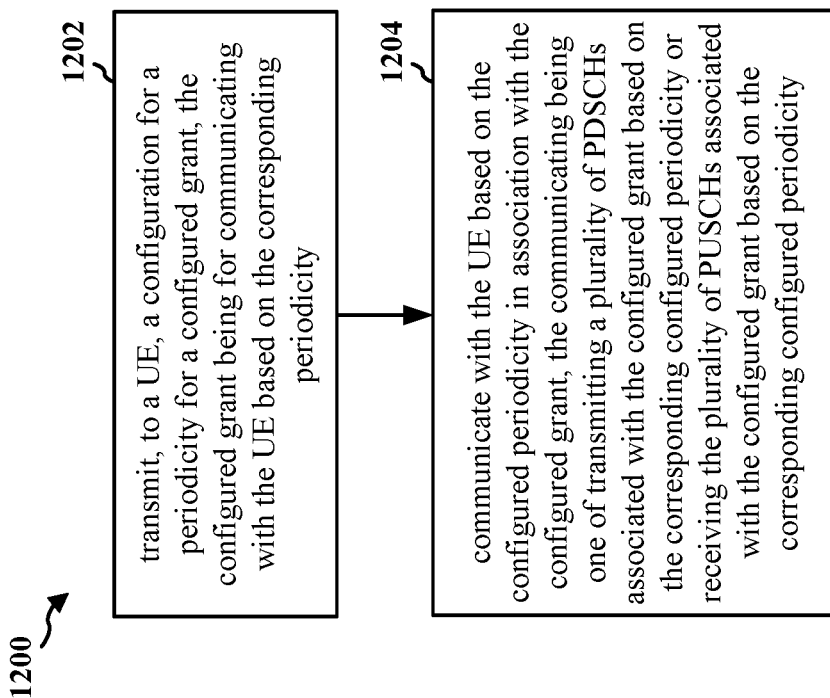 1200
1202
transmit, to a UE, a configuration for a
periodicity for a configured grant, the
configured grant being for communicating
with the UE based on the corresponding
periodicity
1204
communicate with the UE based on the
configured periodicity in association with the
configured grant, the communicating being
one of transmitting a plurality of PDSCHs
associated with the configured grant based on
the corresponding configured periodicity or
receiving the plurality of PUSCHs associated
with the configured grant based on the
corresponding configured periodicity